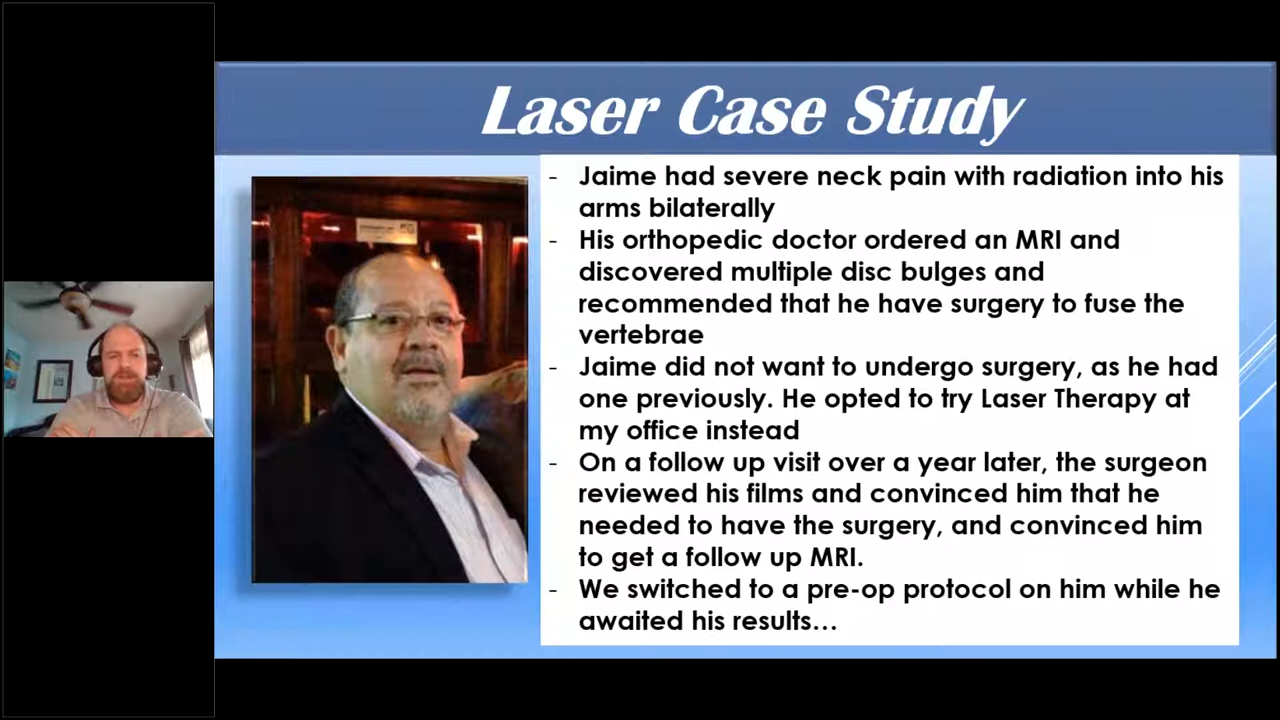 Laser Case Study
- Jaime had severe neck pain with radiation into his
arms bilaterally
- His orthopedic doctor ordered an MRI and
discovered multiple disc bulges and
recommended that he have surgery to fuse the
vertebrae
- Jaime did not want to undergo surgery, as he had
one previously. He opted to try Laser Therapy at
my office instead
- On a follow up visit over a year later, the surgeon
reviewed his films and convinced him that he
needed to have the surgery, and convinced him
to get a follow up MRI.
- We switched to a pre-op protocol on him while he
awaited his results…